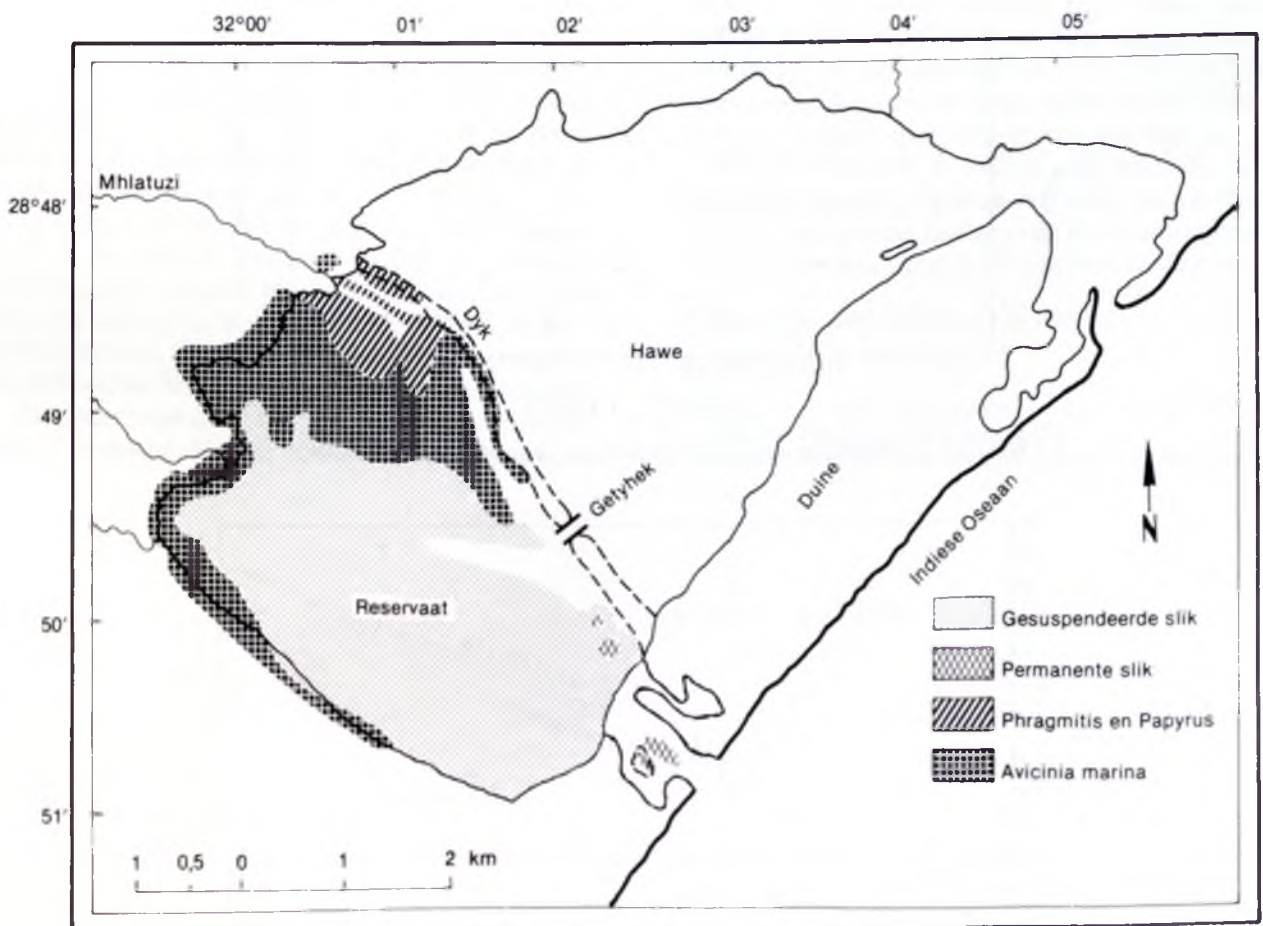 32°00′ 01′ 02′ 03′ 04′ 05′
Mhlatuzi
28°48′
Dyk
Hawe
49′
Getyhek
Duine
Indiese Oseaan
N
Reservaat
50′
Gesuspendeerde slik
Permanente slik
Phragmitis en Papyrus
Avicinia marina
51′
1 0,5 0 1 2 km